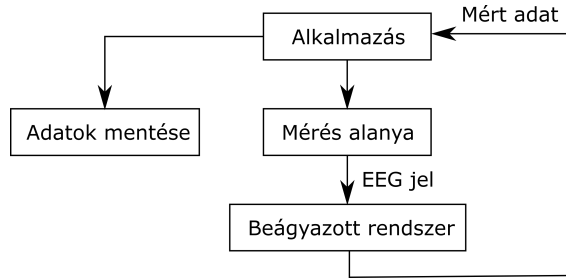 Mért adat
Alkalmazás
Adatok mentése
Mérés alanya
EEG jel
Beágyazott rendszer